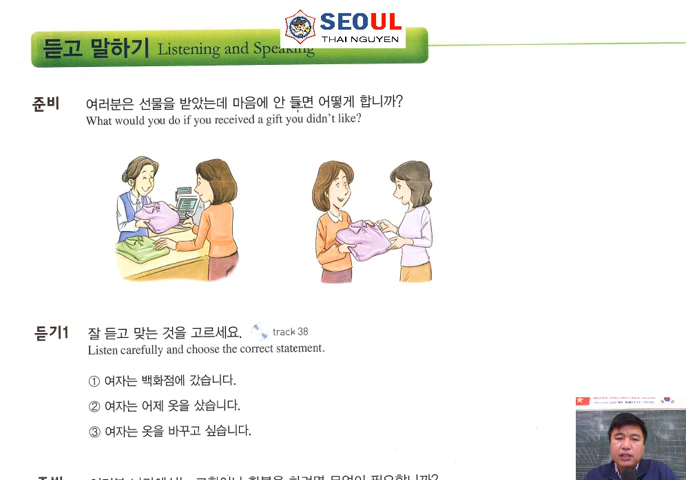 SEOUL
THAI NGUYEN
듣고 말하기 Listening and Speaking
준비 여러분은 선물을 받았는데 마음에 안 들면 어떻게 합니까?
What would you do if you received a gift you didn't like?
듣기1 잘 듣고 맞는 것을 고르세요. track 38
Listen carefully and choose the correct statement.
① 여자는 백화점에 갔습니다.
② 여자는 어제 옷을 샀습니다.
③ 여자는 옷을 바꾸고 싶습니다.